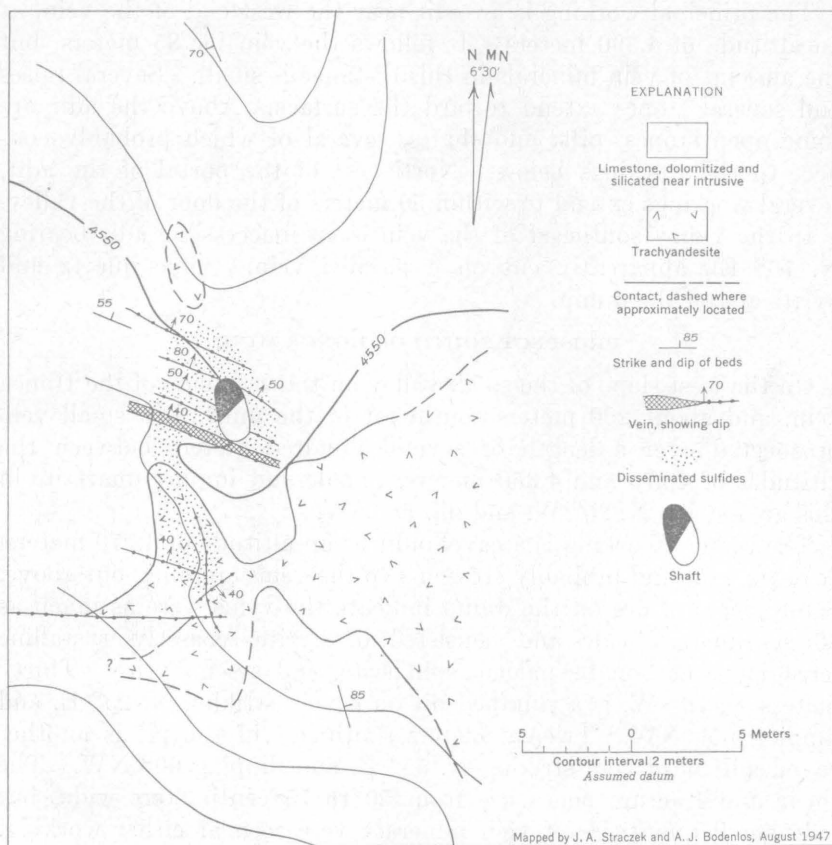 70
N MN
6°30'
EXPLANATION
Limestone, dolomitized and
silicated near intrusive
Trachyandesite
Contact, dashed where
approximately located
85
Strike and dip of beds
70
Vein, showing dip
Disseminated sulfides
Shaft
4550
4550
55
70
80
50
50
40
40
40
?
85
5 0 5 Meters
Contour interval 2 meters
Assumed datum
Mapped by J. A. Straczek and A. J. Bodenlos, August 1947